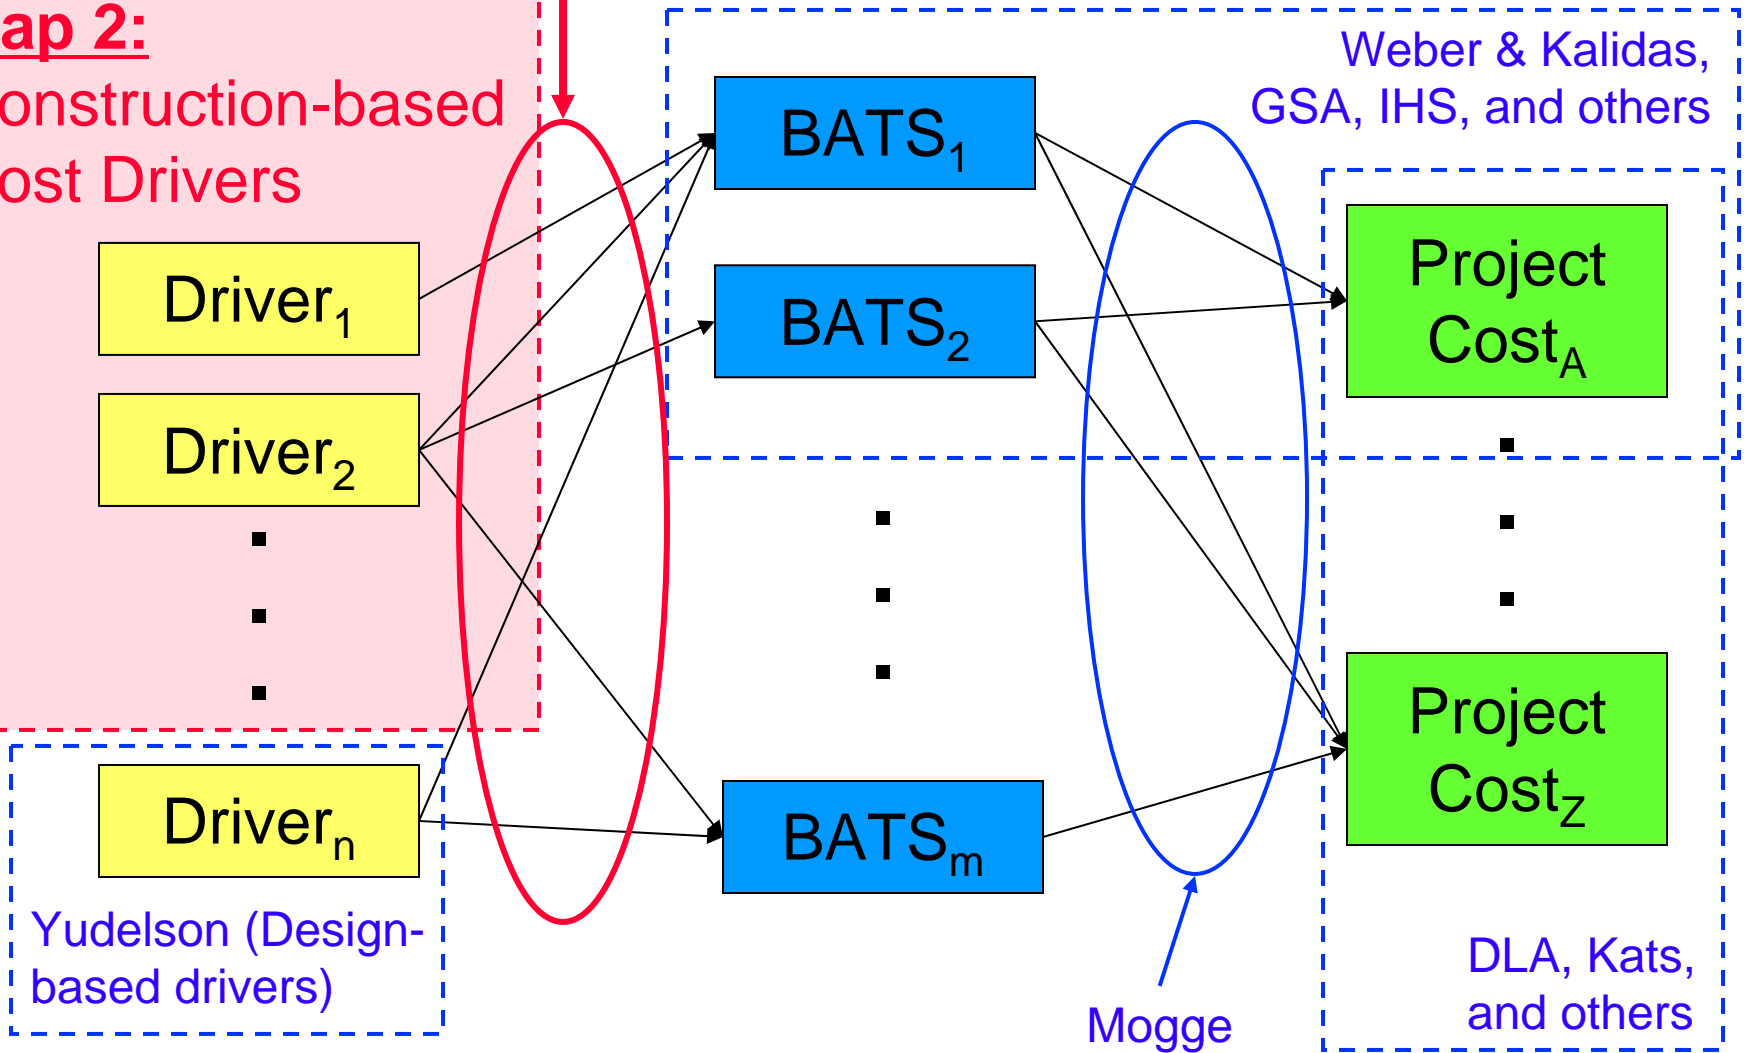 ap 2:
onstruction-based
ost Drivers
Driver1
Driver2
Drivern
Yudelson (Design-
based drivers)
BATS1
BATS2
BATSm
Weber & Kalidas,
GSA, IHS, and others
Project
CostA
Project
CostZ
DLA, Kats,
and others
Mogge